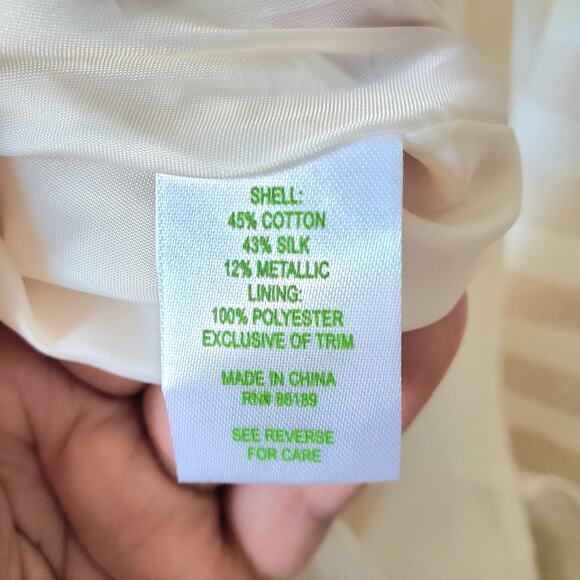 SHELL:
45% COTTON
43% SILK
12% METALLIC
LINING:
100% POLYESTER
EXCLUSIVE OF TRIM
MADE IN CHINA
RN# 88189
SEE REVERSE
FOR CARE